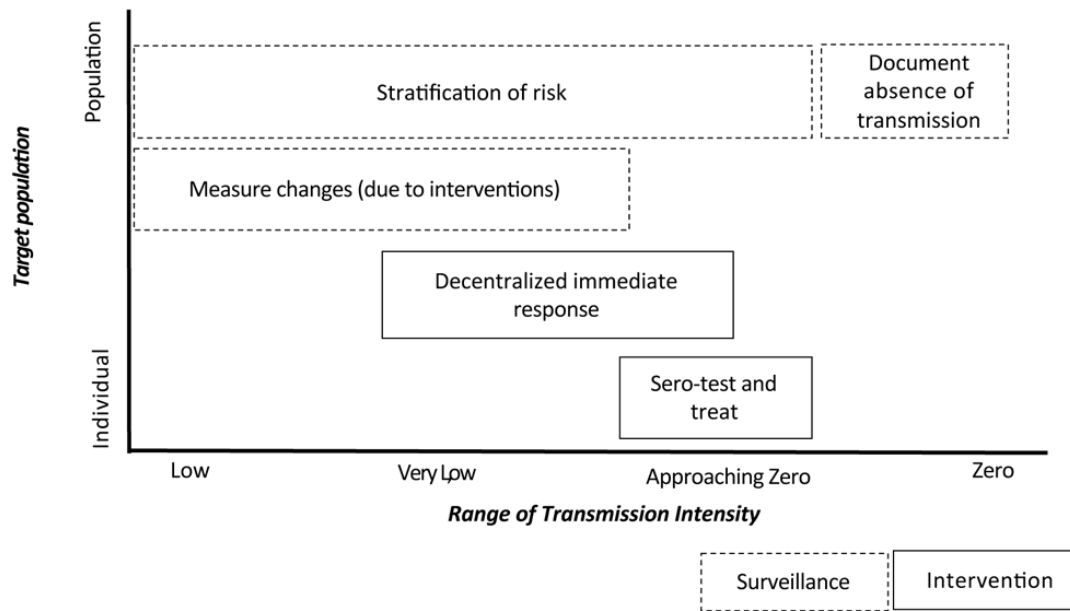 Population
Target population
Individual
Stratification of risk
Document
absence of
transmission
Measure changes (due to interventions)
Decentralized immediate
response
Sero-test and
treat
Low
Very Low
Approaching Zero
Zero
Range of Transmission Intensity
Surveillance
Intervention